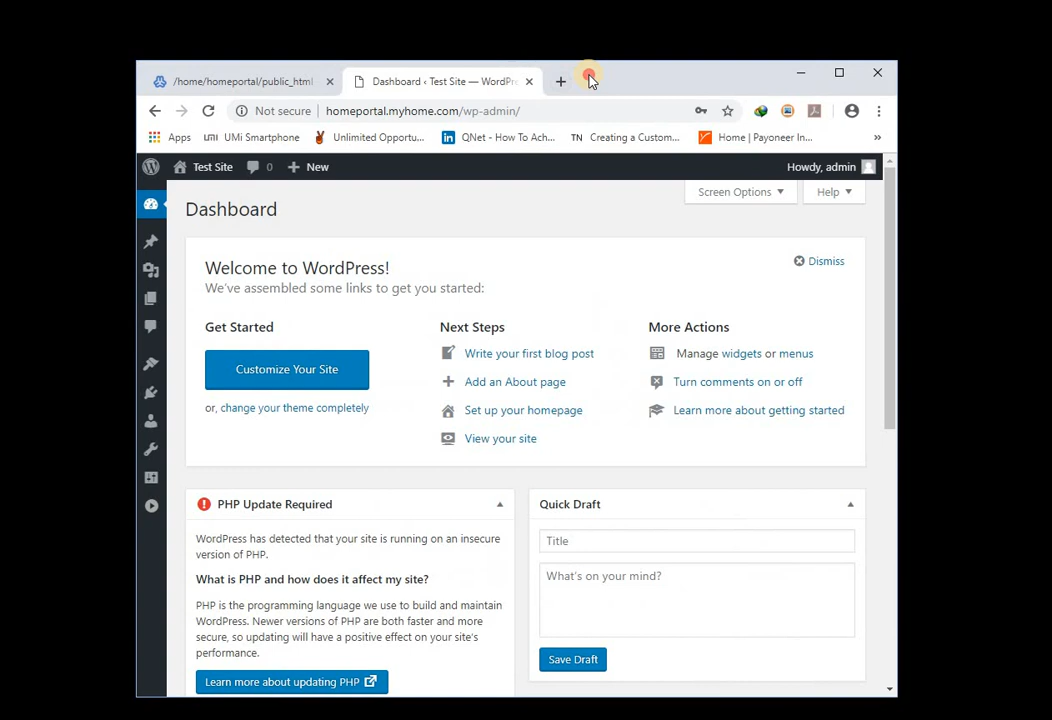 /home/homeportal/public_html
Dashboard ‹ Test Site — WordPr
Not secure homeportal.myhome.com/wp-admin/
Apps UMi Smartphone Unlimited Opportu... QNet - How To Ach... TN Creating a Custom... Home | Payoneer In... »
Test Site 0 New Howdy, admin
Screen Options Help
Dashboard
Welcome to WordPress! Dismiss
We've assembled some links to get you started:
Get Started Next Steps More Actions
Customize Your Site Write your first blog post Manage widgets or menus
Add an About page Turn comments on or off
or, change your theme completely Set up your homepage Learn more about getting started
View your site
PHP Update Required
WordPress has detected that your site is running on an insecure
version of PHP.
What is PHP and how does it affect my site?
PHP is the programming language we use to build and maintain
WordPress. Newer versions of PHP are both faster and more
secure, so updating will have a positive effect on your site's
performance.
Learn more about updating PHP
Quick Draft
Title
What's on your mind?
Save Draft